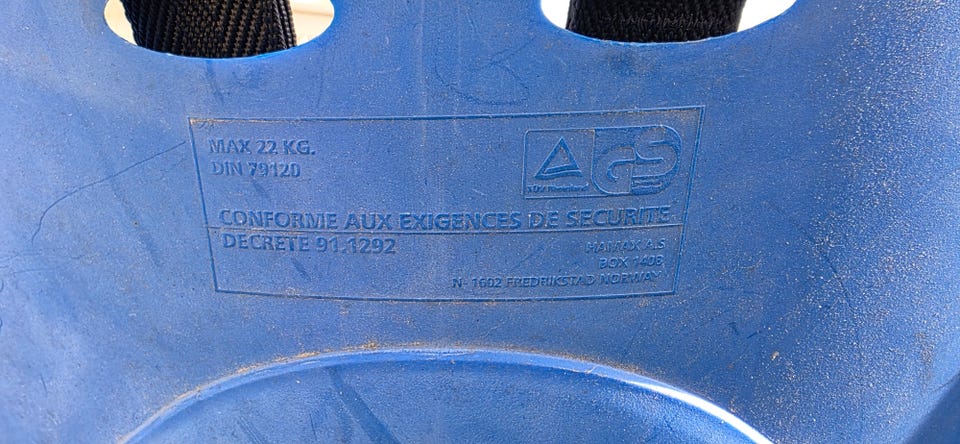 MAX 22 KG.
DIN 79120
GS
CONFORME AUX EXIGENCES DE SECURITE
DECRETE 91.1292
HAMAX A.S
BOX 1408
N- 1602 FREDRIKSTAD NORWAY